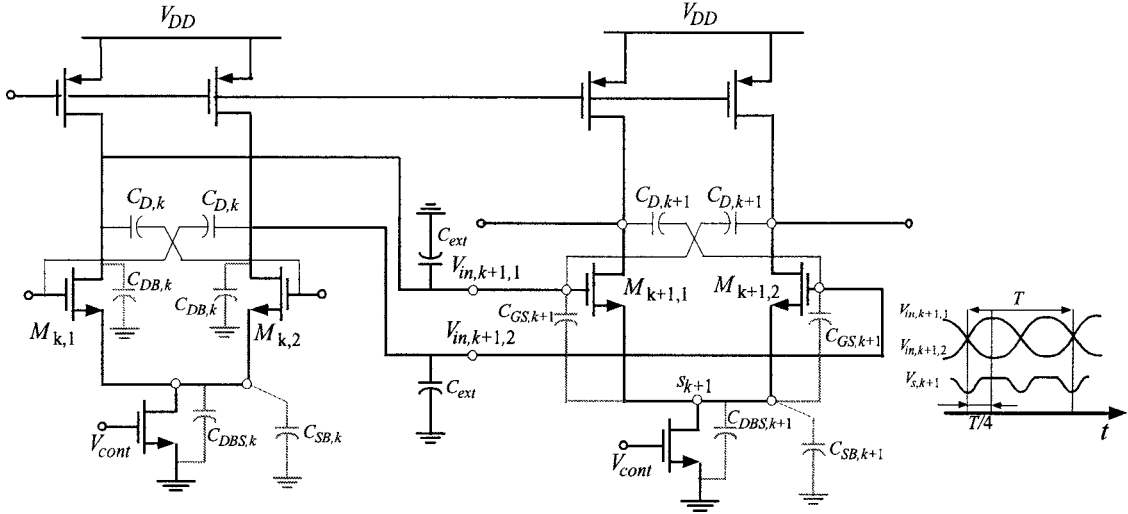 V_DD
V_DD
C_D,k
C_D,k
C_D,k+1
C_D,k+1
C_ext
V_in,k+1,1
C_DB,k
C_DB,k
M_k,1
M_k,2
M_k+1,1
M_k+1,2
C_GS,k+1
C_GS,k+1
V_in,k+1,2
C_ext
s_k+1
V_cont
C_DBS,k
C_SB,k
V_cont
C_DBS,k+1
C_SB,k+1
V_in,k+1,1
T
V_in,k+1,2
V_s,k+1
T/4
t